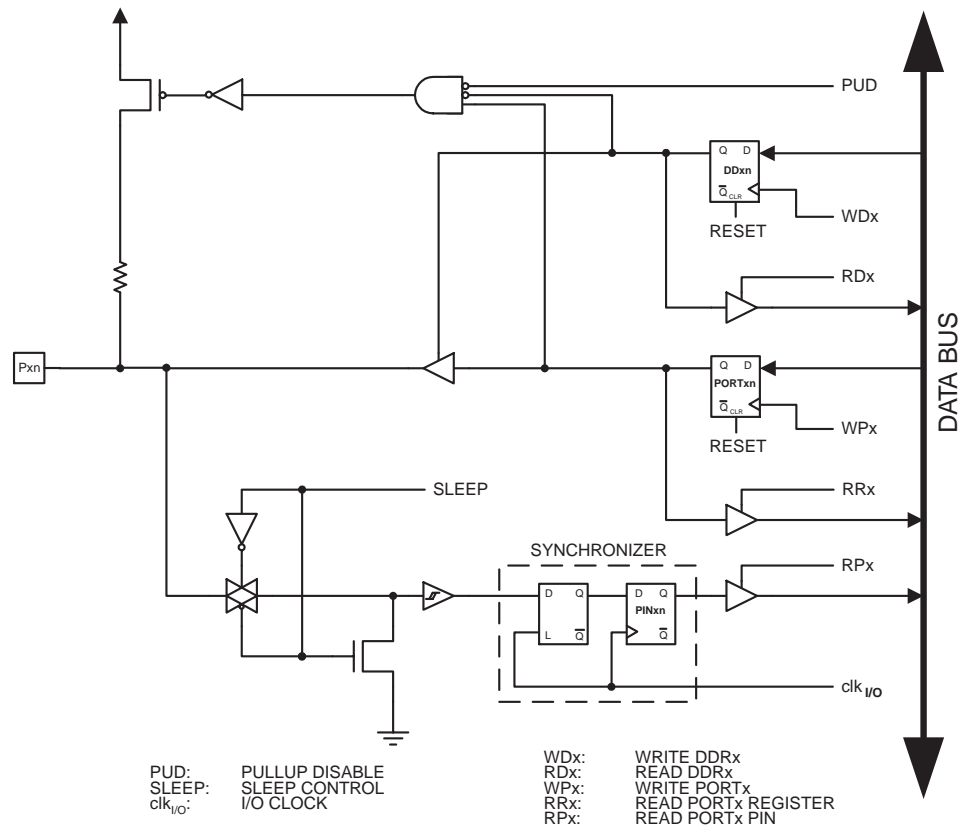 PUD
Q D
DDxn
Q CLR
WDx
RESET
RDx
Pxn
Q D
PORTxn
Q CLR
WPx
RESET
DATA BUS
SLEEP
RRx
SYNCHRONIZER
RPx
D Q
L Q
D Q
PINxn
Q
clk I/O
PUD: PULLUP DISABLE
SLEEP: SLEEP CONTROL
clkI/O: I/O CLOCK
WDx: WRITE DDRx
RDx: READ DDRx
WPx: WRITE PORTx
RRx: READ PORTx REGISTER
RPx: READ PORTx PIN